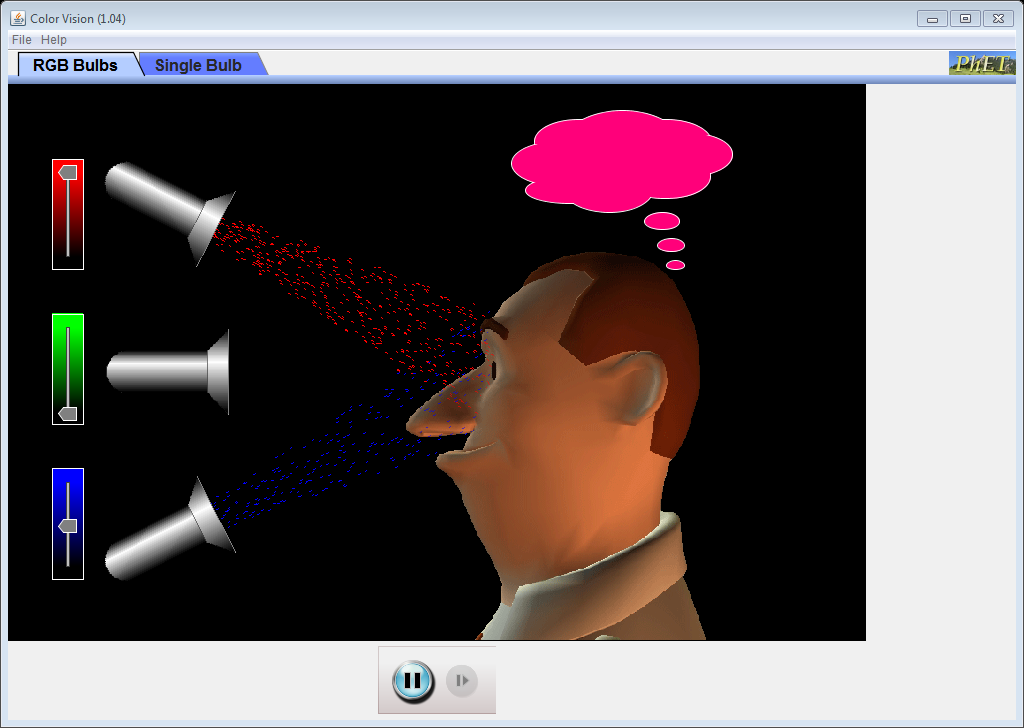 Color Vision (1.04)
File Help
RGB Bulbs Single Bulb PhET